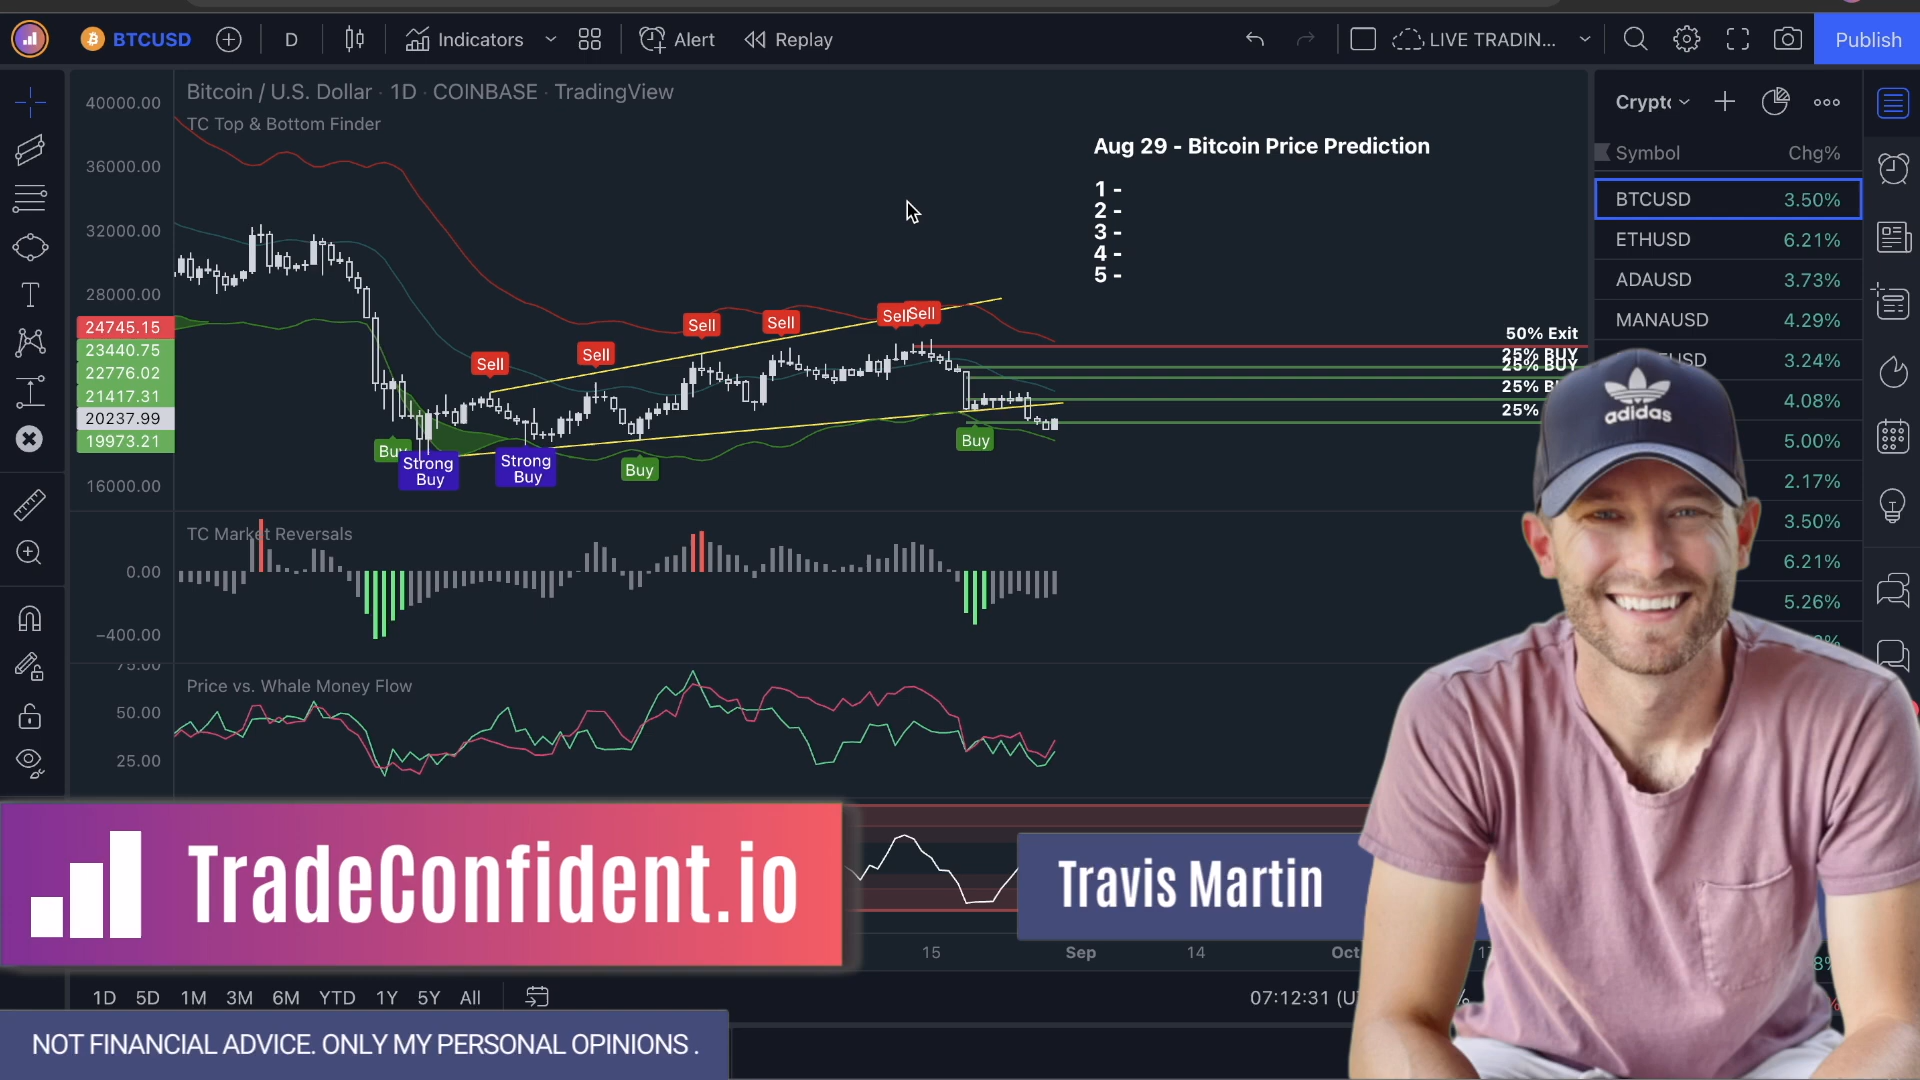 BTCUSD
D
Indicators
Alert
Replay
LIVE TRADIN...
Publish
Bitcoin / U.S. Dollar · 1D · COINBASE · TradingView
TC Top & Bottom Finder
40000.00
36000.00
32000.00
28000.00
24745.15
23440.75
22776.02
21417.31
20237.99
19973.21
16000.00
Aug 29 - Bitcoin Price Prediction
1 -
2 -
3 -
4 -
5 -
Sell
Sell
Sell
Sell
Sell
Sell
Buy
Strong
Buy
Strong
Buy
Buy
50% Exit
25% BUY
25% BUY
25%
25%
Crypto
Symbol Chg%
BTCUSD 3.50%
ETHUSD 6.21%
ADAUSD 3.73%
MANAUSD 4.29%
3.24%
4.08%
5.00%
2.17%
3.50%
6.21%
5.26%
TC Market Reversals
0.00
−400.00
Price vs. Whale Money Flow
75.00
50.00
25.00
adidas
TradeConfident.io
Travis Martin
15 Sep 14 Oct
1D 5D 1M 3M 6M YTD 1Y 5Y All
07:12:31
NOT FINANCIAL ADVICE. ONLY MY PERSONAL OPINIONS .